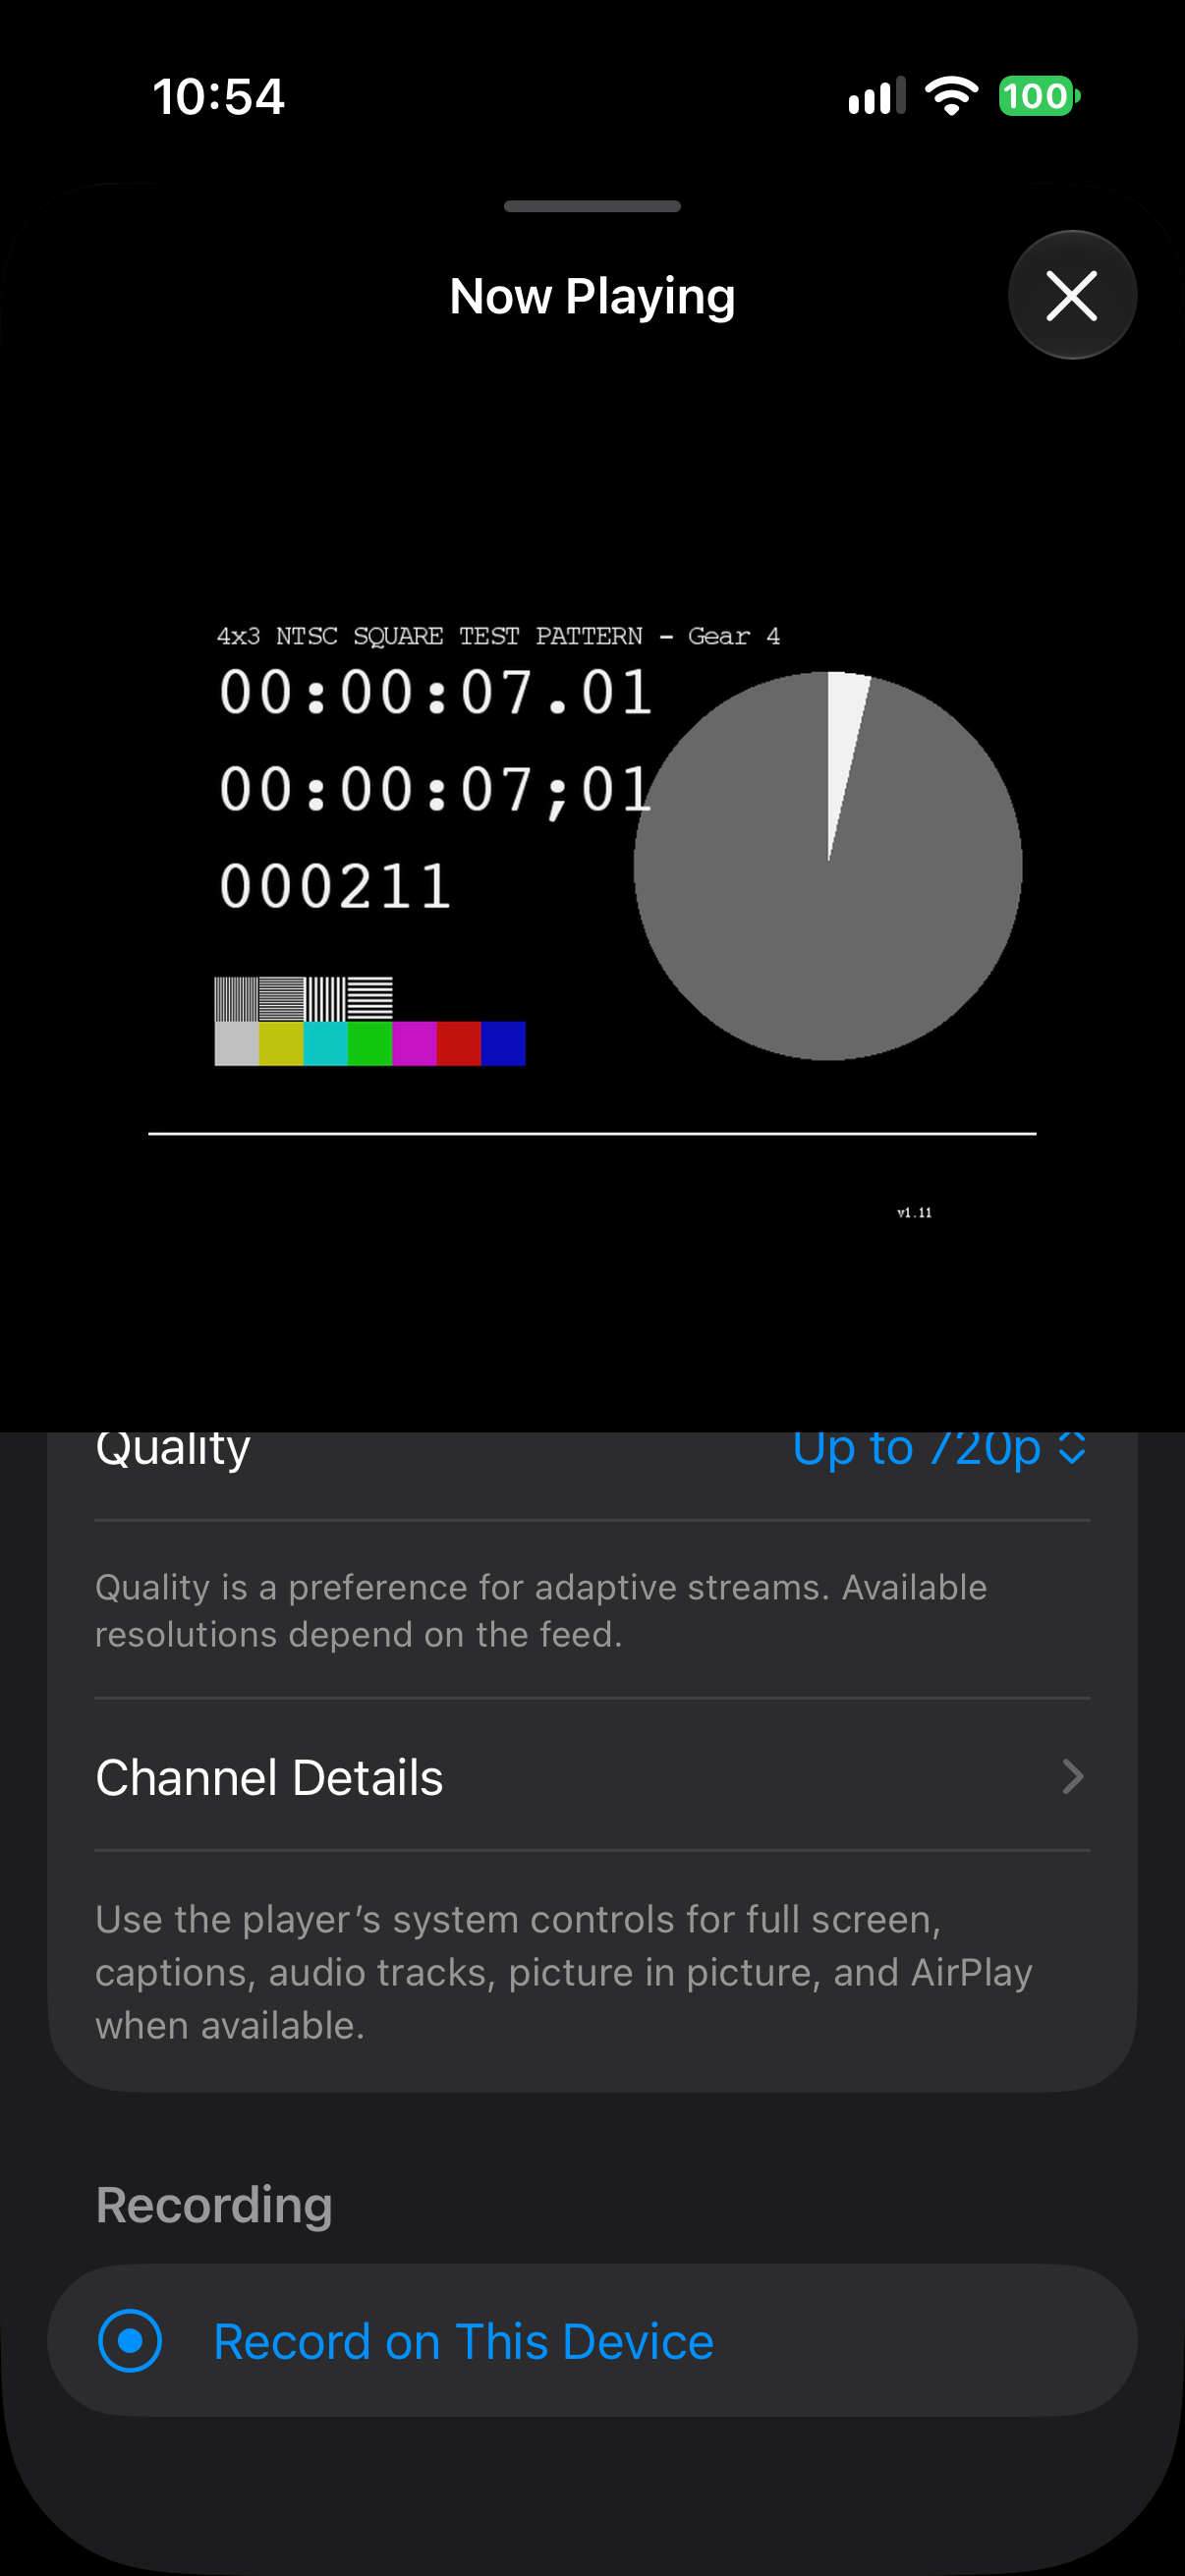 10:54
100
Now Playing
4x3 NTSC SQUARE TEST PATTERN - Gear 4
00:00:07.01
00:00:07;01
000211
v1.11
Quality
Up to 720p
Quality is a preference for adaptive streams. Available
resolutions depend on the feed.
Channel Details
Use the player’s system controls for full screen,
captions, audio tracks, picture in picture, and AirPlay
when available.
Recording
Record on This Device